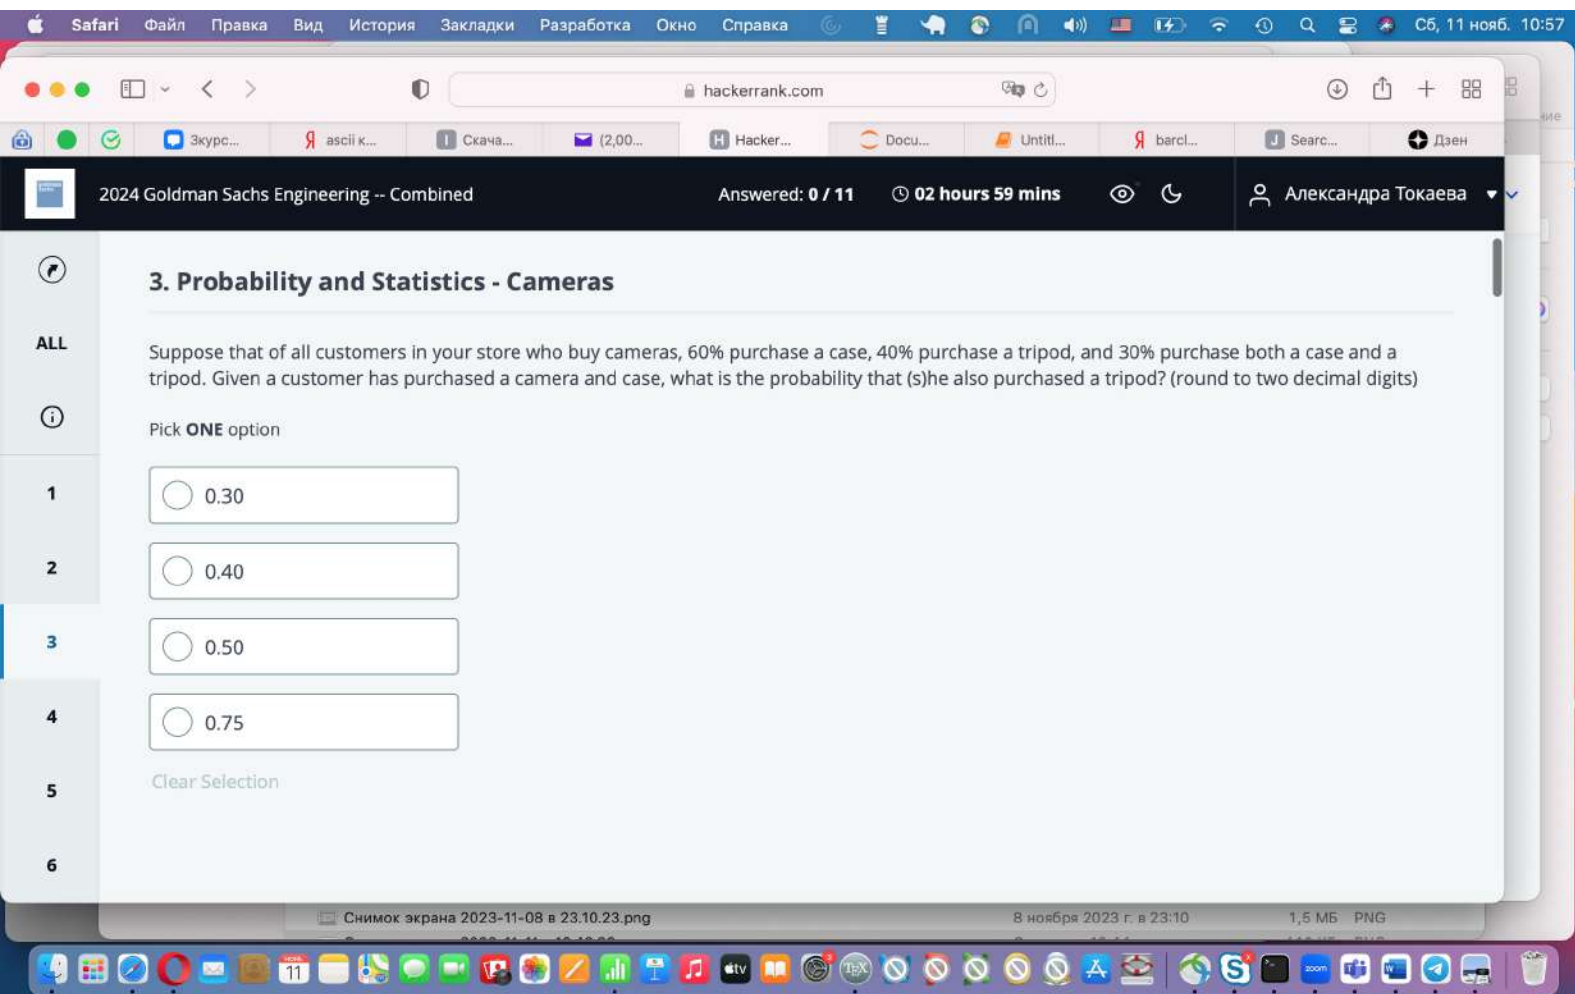 Safari Файл Правка Вид История Закладки Разработка Окно Справка Сб, 11 нояб. 10:57
hackerrank.com
Экурс... Я ascii к... I Скача... (2,00... H Hacker... Docu... Untitl... Я barcl... J Searc... Дзен
2024 Goldman Sachs Engineering -- Combined Answered: 0 / 11 02 hours 59 mins Александра Токаева
3. Probability and Statistics - Cameras
ALL
Suppose that of all customers in your store who buy cameras, 60% purchase a case, 40% purchase a tripod, and 30% purchase both a case and a
tripod. Given a customer has purchased a camera and case, what is the probability that (s)he also purchased a tripod? (round to two decimal digits)
Pick ONE option
1
0.30
2
0.40
3
0.50
4
0.75
Clear Selection
5
6
Снимок экрана 2023-11-08 в 23.10.23.png 8 ноября 2023 г. в 23:10 1,5 МБ PNG
11 tv TEX zoom